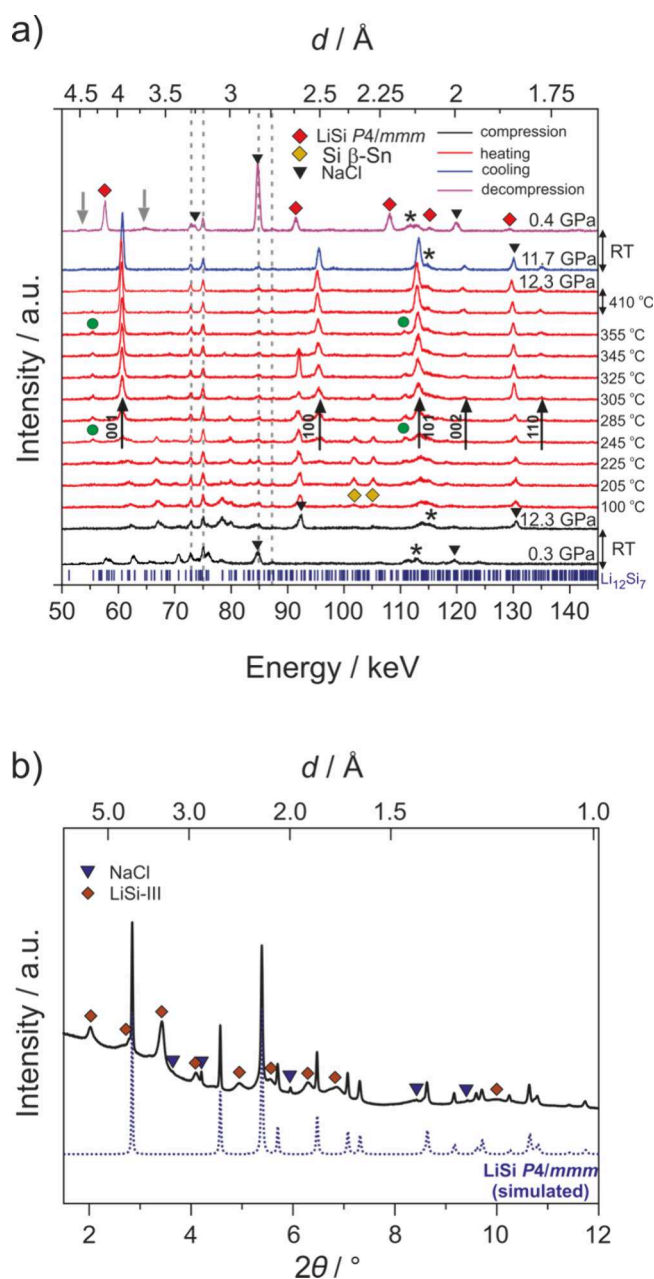 a)
d / Å
4.5 4 3.5 3 2.5 2.25 2 1.75
LiSi P4/mmm
Si β-Sn
NaCl
compression
heating
cooling
decompression
0.4 GPa
RT
11.7 GPa
*
12.3 GPa
410 °C
355 °C
345 °C
325 °C
305 °C
001 100 101 002 110
285 °C
245 °C
225 °C
205 °C
100 °C
12.3 GPa
*
RT
0.3 GPa
*
Li12Si7
Intensity / a.u.
50 60 70 80 90 100 110 120 130 140
Energy / keV
b)
d / Å
5.0 3.0 2.0 1.4 1.0
NaCl
LiSi-III
Intensity / a.u.
LiSi P4/mmm
(simulated)
2 4 6 8 10 12
2θ / °